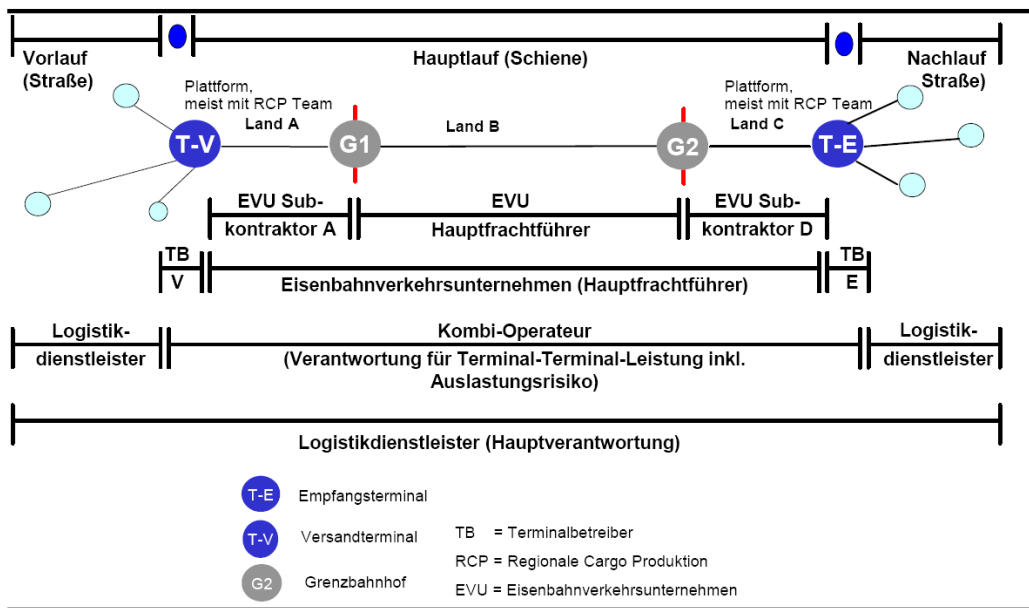 Vorlauf
(Straße)
Hauptlauf (Schiene)
Nachlauf
Straße)
Plattform,
meist mit RCP Team
Plattform,
meist mit RCP Team
Land A
Land B
Land C
T-V
G1
G2
T-E
EVU Sub-
kontraktor A
EVU
Hauptfrachtführer
EVU Sub-
kontraktor D
TB
V
Eisenbahnverkehrsunternehmen (Hauptfrachtführer)
TB
E
Logistik-
dienstleister
Kombi-Operateur
(Verantwortung für Terminal-Terminal-Leistung inkl.
Auslastungsrisiko)
Logistik-
dienstleister
Logistikdienstleister (Hauptverantwortung)
T-E Empfangsterminal
T-V Versandterminal
G2 Grenzbahnhof
TB = Terminalbetreiber
RCP = Regionale Cargo Produktion
EVU = Eisenbahnverkehrsunternehmen